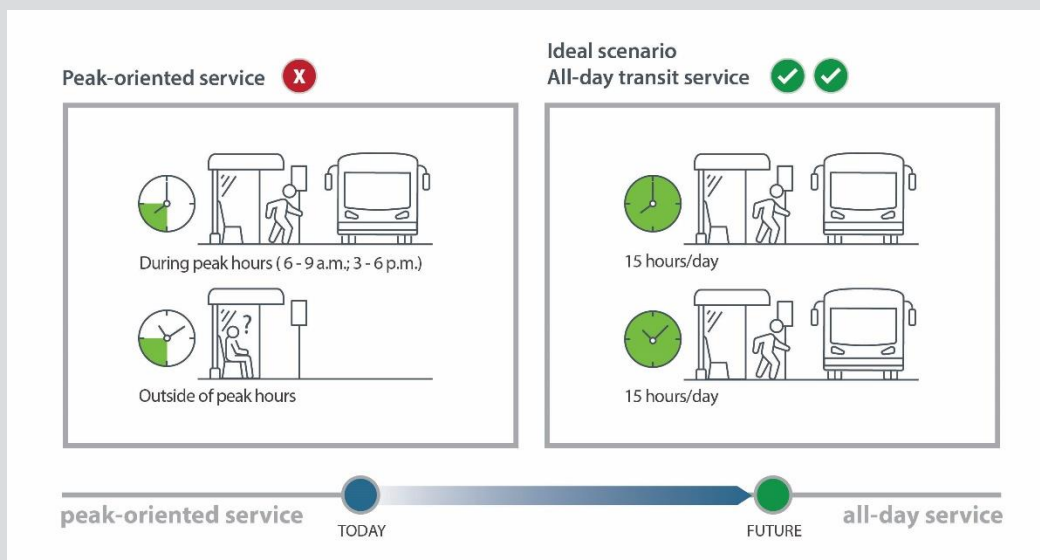 Peak-oriented service
X
During peak hours ( 6 - 9 a.m.; 3 - 6 p.m.)
?
Outside of peak hours
Ideal scenario
All-day transit service
15 hours/day
15 hours/day
peak-oriented service
TODAY
FUTURE
all-day service